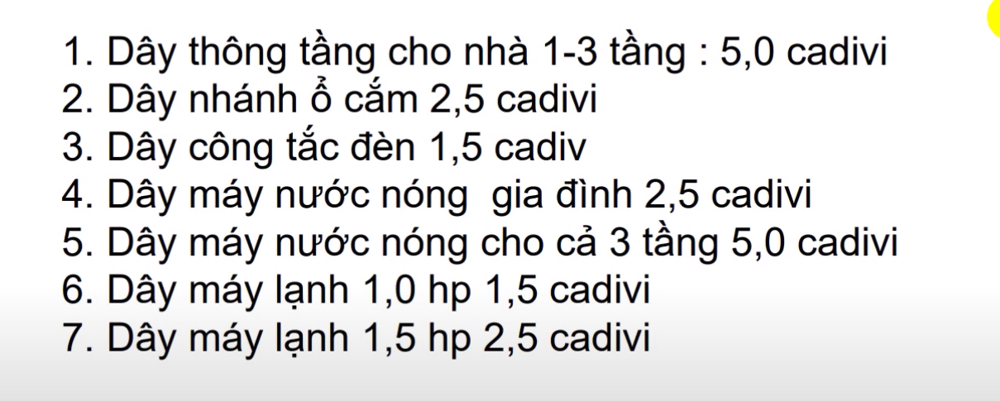 1. Dây thông tầng cho nhà 1-3 tầng : 5,0 cadivi
2. Dây nhánh ổ cắm 2,5 cadivi
3. Dây công tắc đèn 1,5 cadiv
4. Dây máy nước nóng  gia đình 2,5 cadivi
5. Dây máy nước nóng cho cả 3 tầng 5,0 cadivi
6. Dây máy lạnh 1,0 hp 1,5 cadivi
7. Dây máy lạnh 1,5 hp 2,5 cadivi